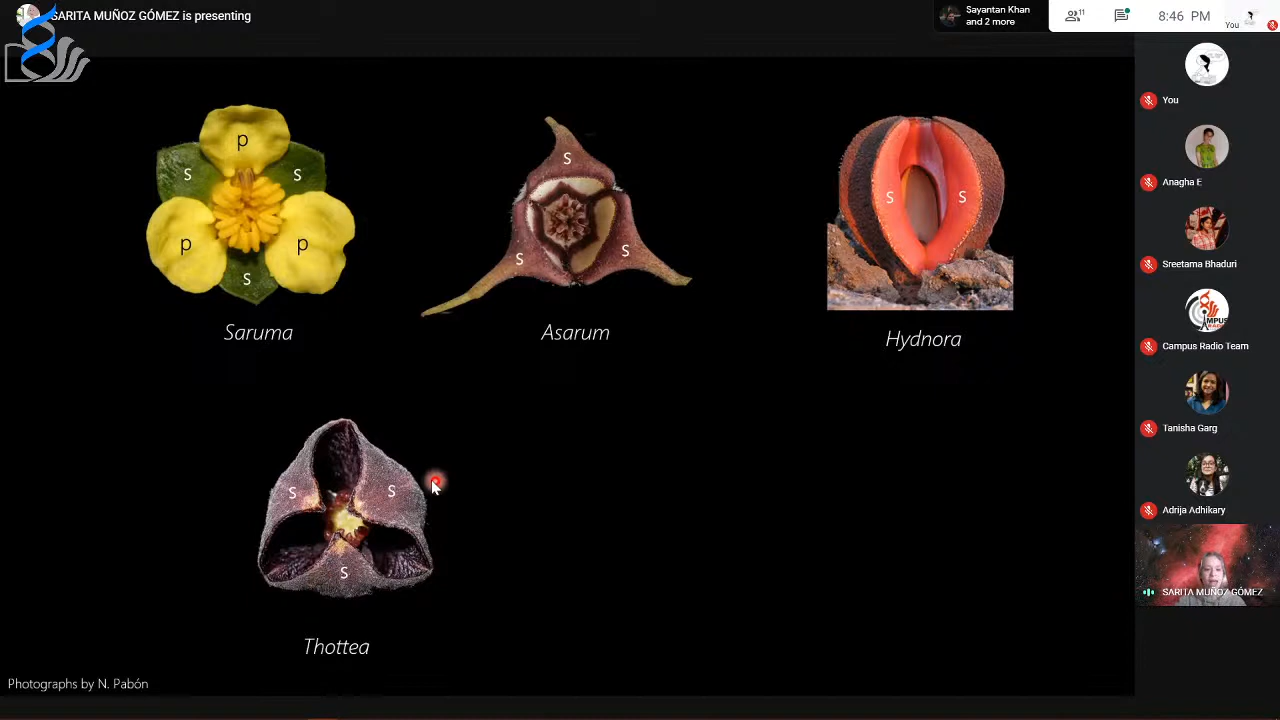 SARITA MUÑOZ GÓMEZ is presenting
Sayantan Khan
and 2 more
11
8:46 PM
You
p
s
s
p
p
s
Saruma
s
s
s
Asarum
s
s
Hydnora
s
s
s
Thottea
Photographs by N. Pabón
You
Anagha E
Sreetama Bhaduri
Campus Radio Team
Tanisha Garg
Adrija Adhikary
SARITA MUÑOZ GÓMEZ